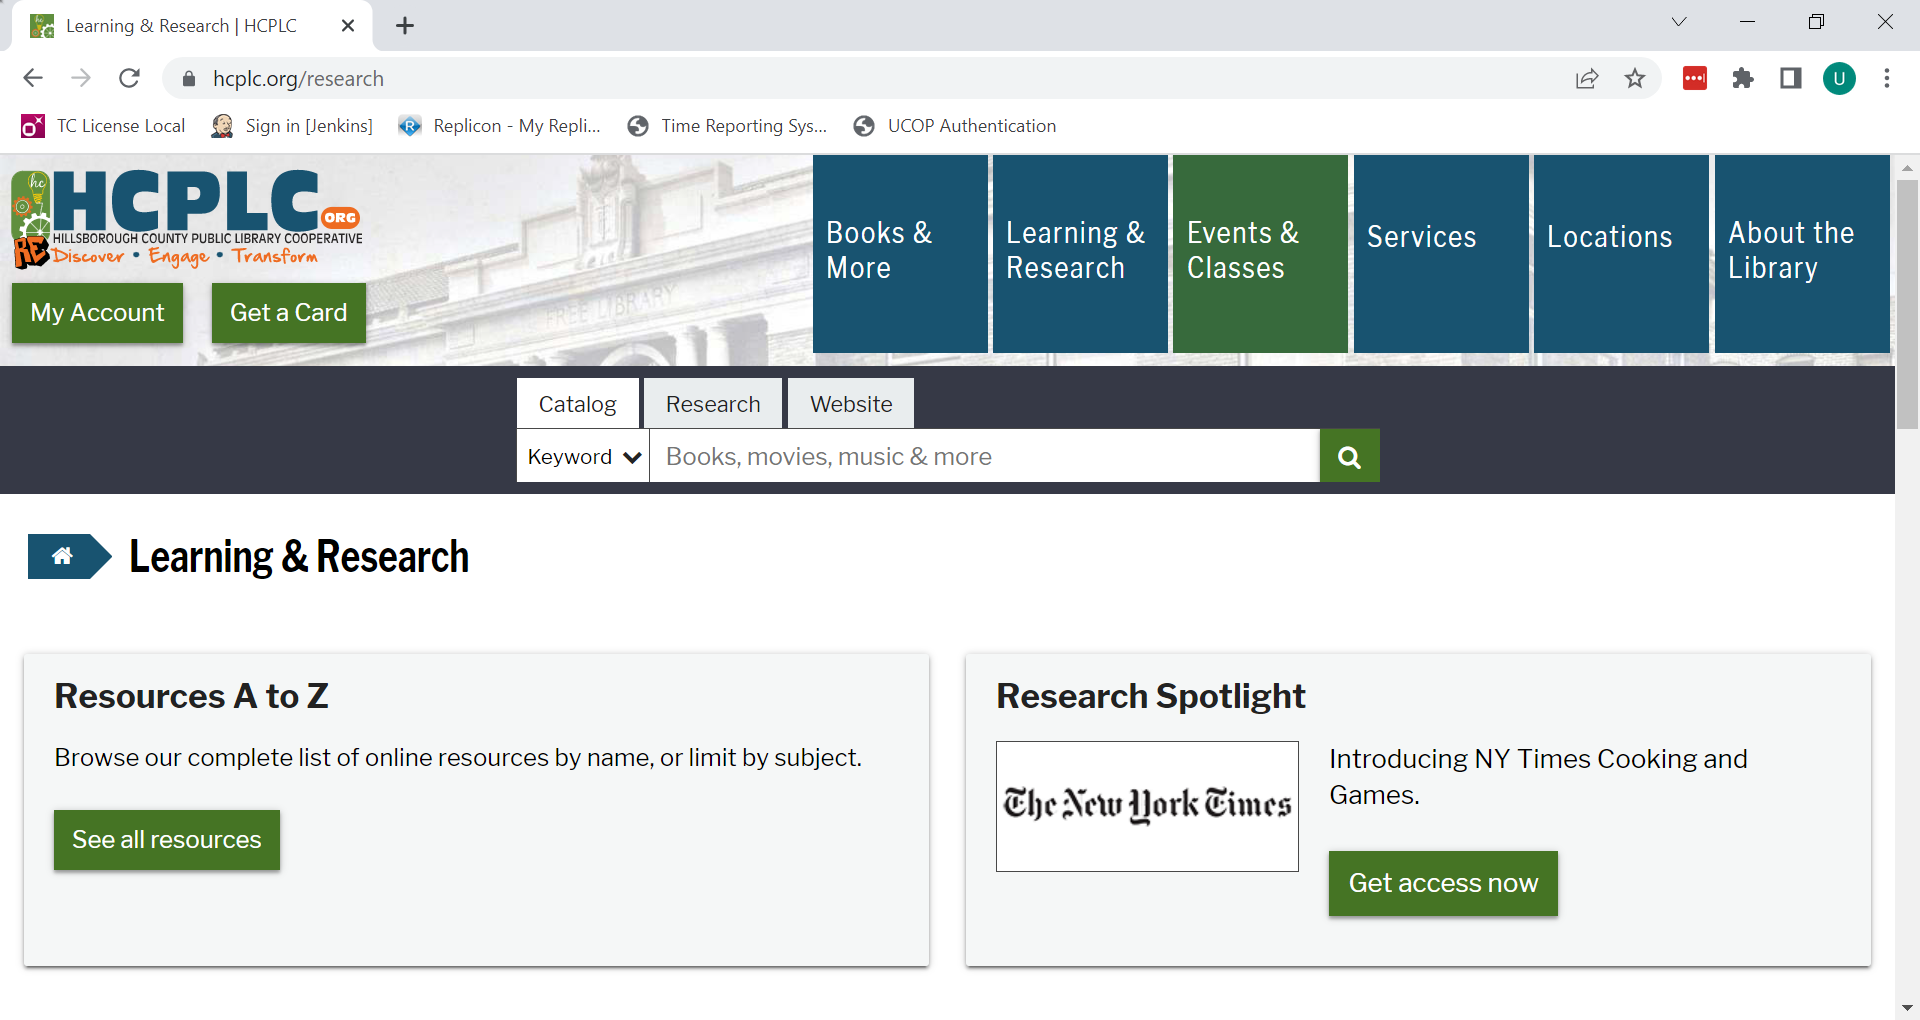 Learning & Research | HCPLC
hcplc.org/research
U
TC License Local
Sign in [Jenkins]
Replicon - My Repli...
Time Reporting Sys...
UCOP Authentication
hc
HCPLC
ORG
HILLSBOROUGH COUNTY PUBLIC LIBRARY COOPERATIVE
RE Discover • Engage • Transform
My Account
Get a Card
FREE LIBRARY
Books &
More
Learning &
Research
Events &
Classes
Services
Locations
About the
Library
Catalog
Research
Website
Keyword
Books, movies, music & more
Learning & Research
Resources A to Z
Browse our complete list of online resources by name, or limit by subject.
See all resources
Research Spotlight
The New York Times
Introducing NY Times Cooking and
Games.
Get access now